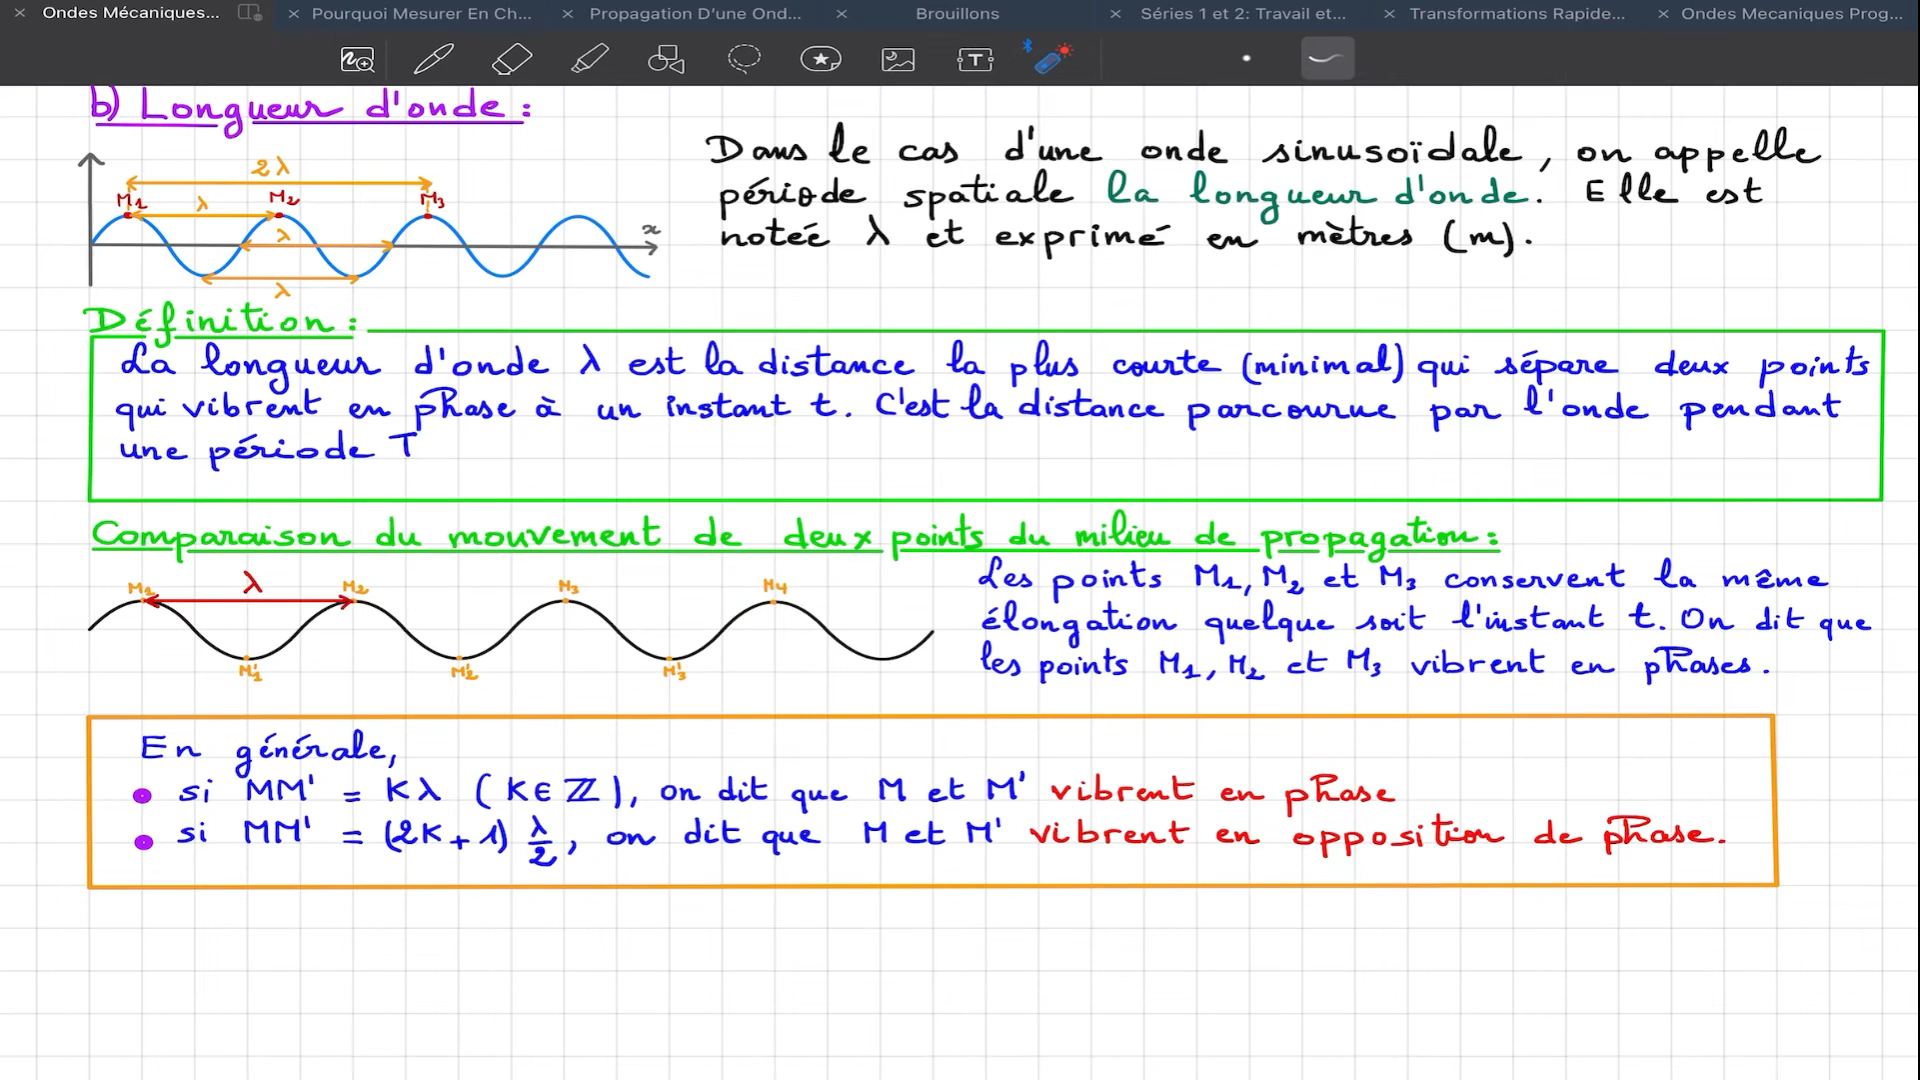 Ondes Mécaniques...
Pourquoi Mesurer En Ch...
Propagation D'une Ond...
Brouillons
Séries 1 et 2: Travail et...
Transformations Rapide...
Ondes Mecaniques Prog...
b) Longueur d'onde :
2λ
M1 λ M2 M3
λ
x
λ
Dans le cas d'une onde sinusoïdale, on appelle
période spatiale la longueur d'onde. Elle est
notée λ et exprimé en mètres (m).
Définition :
La longueur d'onde λ est la distance la plus courte (minimal) qui sépare deux points
qui vibrent en phase à un instant t. C'est la distance parcourue par l'onde pendant
une période T
Comparaison du mouvement de deux points du milieu de propagation :
M1 λ M2 M3 M4
M'1 M'2 M'3
Les points M1, M2 et M3 conservent la même
élongation quelque soit l'instant t. On dit que
les points M1, M2 et M3 vibrent en phases.
En générale,
• si MM' = Kλ (K∈ℤ), on dit que M et M' vibrent en phase
• si MM' = (2K+1) λ/2, on dit que M et M' vibrent en opposition de phase.